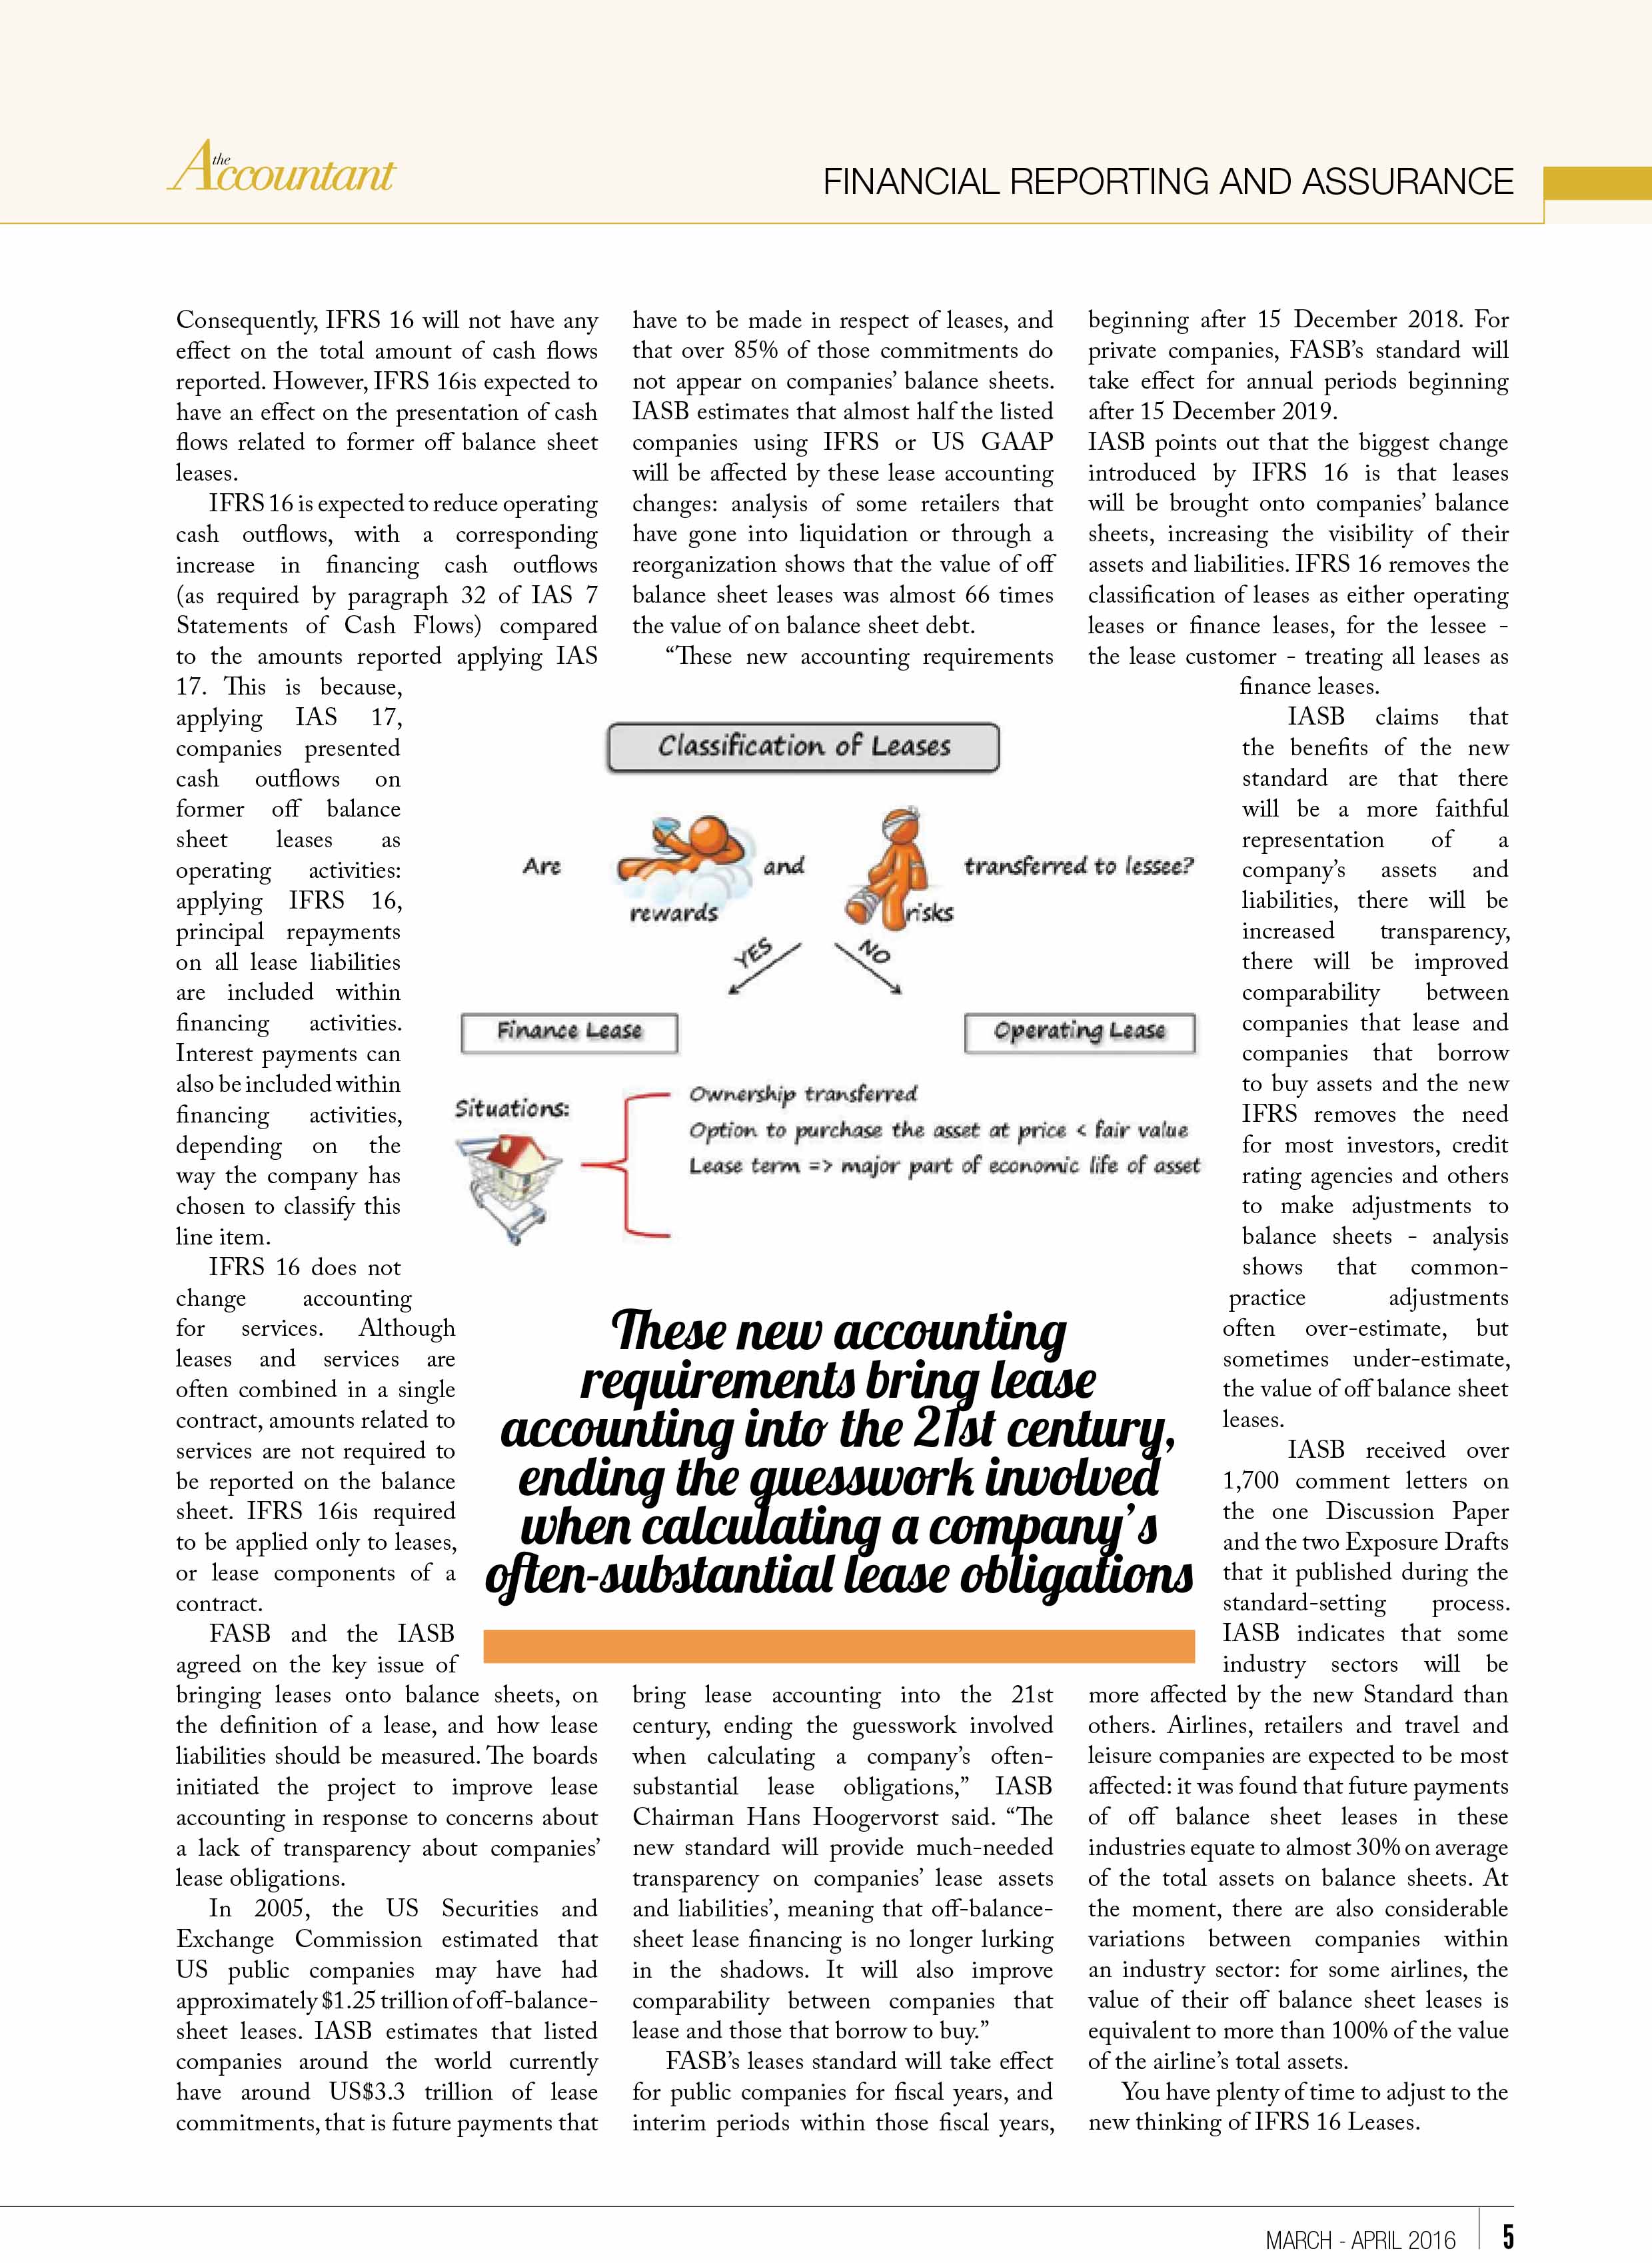 the
Accountant
FINANCIAL REPORTING AND ASSURANCE
Consequently, IFRS 16 will not have any
effect on the total amount of cash flows
reported. However, IFRS 16is expected to
have an effect on the presentation of cash
flows related to former off balance sheet
leases.
IFRS 16 is expected to reduce operating
cash outflows, with a corresponding
increase in financing cash outflows
(as required by paragraph 32 of IAS 7
Statements of Cash Flows) compared
to the amounts reported applying IAS
17. This is because,
applying IAS 17,
companies presented
cash outflows on
former off balance
sheet leases as
operating activities:
applying IFRS 16,
principal repayments
on all lease liabilities
are included within
financing activities.
Interest payments can
also be included within
financing activities,
depending on the
way the company has
chosen to classify this
line item.
IFRS 16 does not
change accounting
for services. Although
leases and services are
often combined in a single
contract, amounts related to
services are not required to
be reported on the balance
sheet. IFRS 16is required
to be applied only to leases,
or lease components of a
contract.
FASB and the IASB
agreed on the key issue of
bringing leases onto balance sheets, on
the definition of a lease, and how lease
liabilities should be measured. The boards
initiated the project to improve lease
accounting in response to concerns about
a lack of transparency about companies'
lease obligations.
In 2005, the US Securities and
Exchange Commission estimated that
US public companies may have had
approximately $1.25 trillion of off-balance-
sheet leases. IASB estimates that listed
companies around the world currently
have around US$3.3 trillion of lease
commitments, that is future payments that
have to be made in respect of leases, and
that over 85% of those commitments do
not appear on companies' balance sheets.
IASB estimates that almost half the listed
companies using IFRS or US GAAP
will be affected by these lease accounting
changes: analysis of some retailers that
have gone into liquidation or through a
reorganization shows that the value of off
balance sheet leases was almost 66 times
the value of on balance sheet debt.
“These new accounting requirements
Classification of Leases
Are
rewards
and
risks
transferred to lessee?
YES
NO
Finance Lease
Operating Lease
Situations:
Ownership transferred
Option to purchase the asset at price < fair value
Lease term => major part of economic life of asset
These new accounting
requirements bring lease
accounting into the 21st century,
ending the guesswork involved
when calculating a company's
often-substantial lease obligations
bring lease accounting into the 21st
century, ending the guesswork involved
when calculating a company's often-
substantial lease obligations,” IASB
Chairman Hans Hoogervorst said. “The
new standard will provide much-needed
transparency on companies' lease assets
and liabilities', meaning that off-balance-
sheet lease financing is no longer lurking
in the shadows. It will also improve
comparability between companies that
lease and those that borrow to buy.”
FASB's leases standard will take effect
for public companies for fiscal years, and
interim periods within those fiscal years,
beginning after 15 December 2018. For
private companies, FASB's standard will
take effect for annual periods beginning
after 15 December 2019.
IASB points out that the biggest change
introduced by IFRS 16 is that leases
will be brought onto companies' balance
sheets, increasing the visibility of their
assets and liabilities. IFRS 16 removes the
classification of leases as either operating
leases or finance leases, for the lessee -
the lease customer - treating all leases as
finance leases.
IASB claims that
the benefits of the new
standard are that there
will be a more faithful
representation of a
company's assets and
liabilities, there will be
increased transparency,
there will be improved
comparability between
companies that lease and
companies that borrow
to buy assets and the new
IFRS removes the need
for most investors, credit
rating agencies and others
to make adjustments to
balance sheets - analysis
shows that common-
practice adjustments
often over-estimate, but
sometimes under-estimate,
the value of off balance sheet
leases.
IASB received over
1,700 comment letters on
the one Discussion Paper
and the two Exposure Drafts
that it published during the
standard-setting process.
IASB indicates that some
industry sectors will be
more affected by the new Standard than
others. Airlines, retailers and travel and
leisure companies are expected to be most
affected: it was found that future payments
of off balance sheet leases in these
industries equate to almost 30% on average
of the total assets on balance sheets. At
the moment, there are also considerable
variations between companies within
an industry sector: for some airlines, the
value of their off balance sheet leases is
equivalent to more than 100% of the value
of the airline's total assets.
You have plenty of time to adjust to the
new thinking of IFRS 16 Leases.
MARCH - APRIL 2016
5